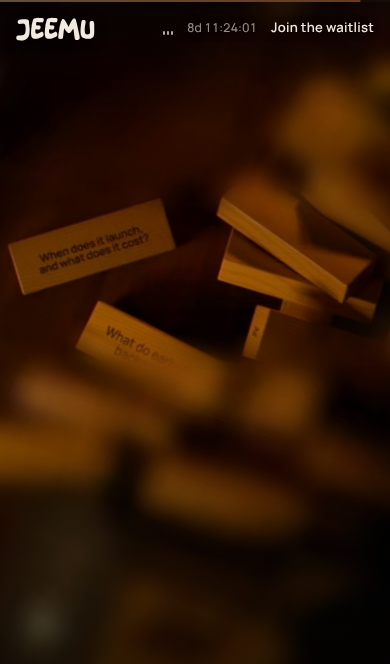 JEEMU
... 8d 11:24:01 Join the waitlist
When does it launch,
and what does it cost?
What do